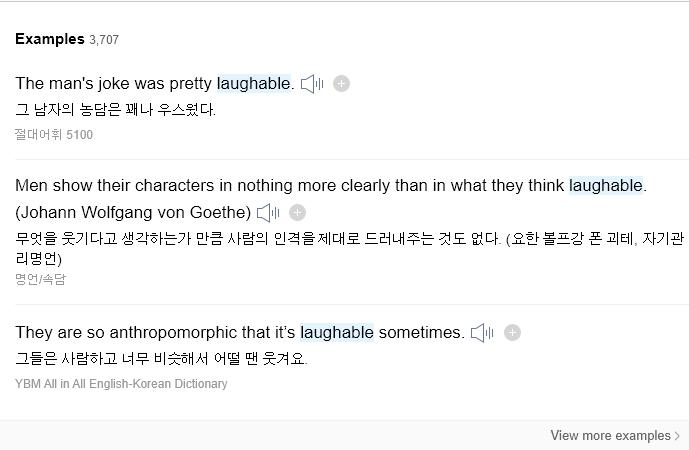 Examples 3,707
The man's joke was pretty laughable.
그 남자의 농담은 꽤나 우스웠다.
절대어휘 5100
Men show their characters in nothing more clearly than in what they think laughable.
(Johann Wolfgang von Goethe)
무엇을 웃기다고 생각하는가 만큼 사람의 인격을 제대로 드러내주는 것도 없다. (요한 볼프강 폰 괴테, 자기관
리명언)
명언/속담
They are so anthropomorphic that it’s laughable sometimes.
그들은 사람하고 너무 비슷해서 어떨 땐 웃겨요.
YBM All in All English-Korean Dictionary
View more examples